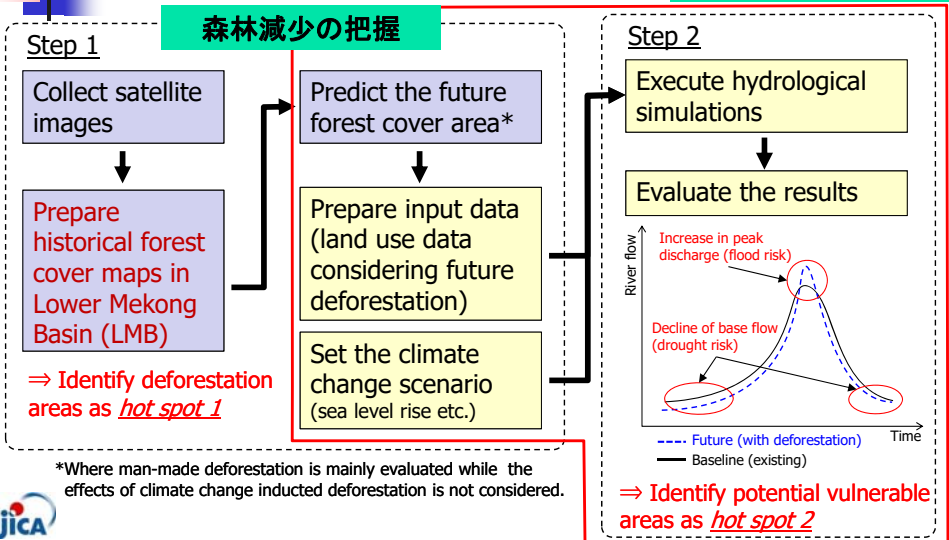 森林減少の把握
Step 1
Collect satellite
images
Prepare
historical forest
cover maps in
Lower Mekong
Basin (LMB)
⇒ Identify deforestation
areas as hot spot 1
Predict the future
forest cover area*
Prepare input data
(land use data
considering future
deforestation)
Set the climate
change scenario
(sea level rise etc.)
*Where man-made deforestation is mainly evaluated while the
effects of climate change inducted deforestation is not considered.
Step 2
Execute hydrological
simulations
Evaluate the results
River flow
Increase in peak
discharge (flood risk)
Decline of base flow
(drought risk)
Time
Future (with deforestation)
Baseline (existing)
⇒ Identify potential vulnerable
areas as hot spot 2
JICA